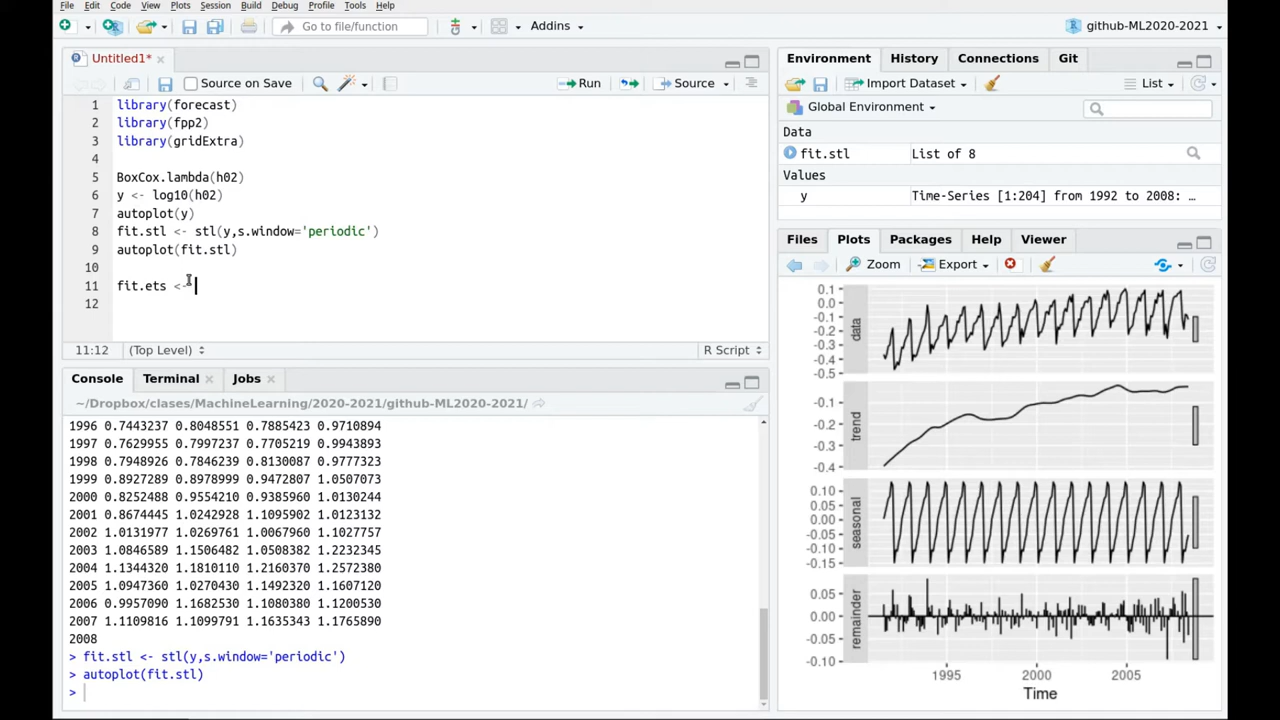 File Edit Code View Plots Session Build Debug Profile Tools Help
Go to file/function Addins github-ML2020-2021
Untitled1*
Source on Save Run Source
1 library(forecast)
2 library(fpp2)
3 library(gridExtra)
4
5 BoxCox.lambda(h02)
6 y <- log10(h02)
7 autoplot(y)
8 fit.stl <- stl(y,s.window='periodic')
9 autoplot(fit.stl)
10
11 fit.ets <-
12
11:12 (Top Level) R Script
Console Terminal Jobs
~/Dropbox/clases/MachineLearning/2020-2021/github-ML2020-2021/
1996 0.7443237 0.8048551 0.7885423 0.9710894
1997 0.7629955 0.7997237 0.7705219 0.9943893
1998 0.7948926 0.7846239 0.8130087 0.9777323
1999 0.8927289 0.8978999 0.9472807 1.0507073
2000 0.8252488 0.9554210 0.9385960 1.0130244
2001 0.8674443 1.0242928 1.1095902 1.0123132
2002 1.0131977 1.0269761 1.0067960 1.1027757
2003 1.0846589 1.1506482 1.0508382 1.2232345
2004 1.1344320 1.1810110 1.2160370 1.2572380
2005 1.0947360 1.0270430 1.1492320 1.1607120
2006 0.9957090 1.1682530 1.1080380 1.1200530
2007 1.1109816 1.1099791 1.1635343 1.1765890
2008
> fit.stl <- stl(y,s.window='periodic')
> autoplot(fit.stl)
>
Environment History Connections Git
Import Dataset List
Global Environment
Data
fit.stl List of 8
Values
y Time-Series [1:204] from 1992 to 2008: …
Files Plots Packages Help Viewer
Zoom Export
0.1
0.0
-0.1
-0.2
-0.3
-0.4
-0.5
data
-0.1
-0.2
-0.3
-0.4
trend
0.10
0.05
0.00
-0.05
-0.10
-0.15
seasonal
0.05
0.00
-0.05
-0.10
remainder
1995 2000 2005
Time